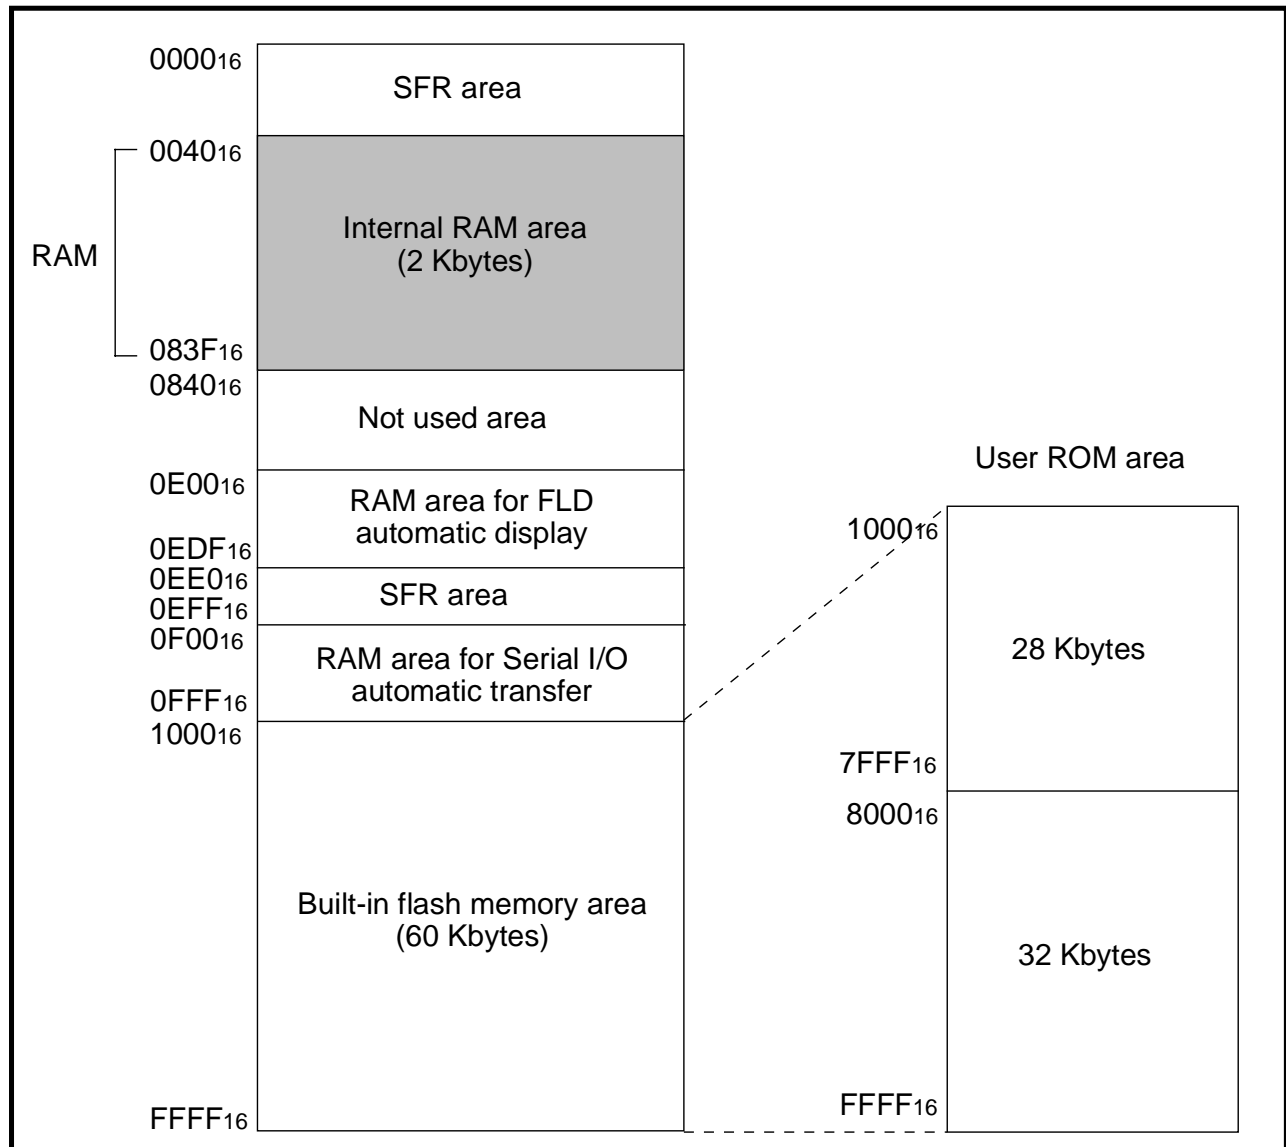 0000₁₆
SFR area
0040₁₆
RAM
Internal RAM area
(2 Kbytes)
083F₁₆
0840₁₆
Not used area
0E00₁₆
RAM area for FLD
automatic display
0EDF₁₆
0EE0₁₆
SFR area
0EFF₁₆
0F00₁₆
RAM area for Serial I/O
automatic transfer
0FFF₁₆
1000₁₆
Built-in flash memory area
(60 Kbytes)
FFFF₁₆
User ROM area
1000₁₆
28 Kbytes
7FFF₁₆
8000₁₆
32 Kbytes
FFFF₁₆